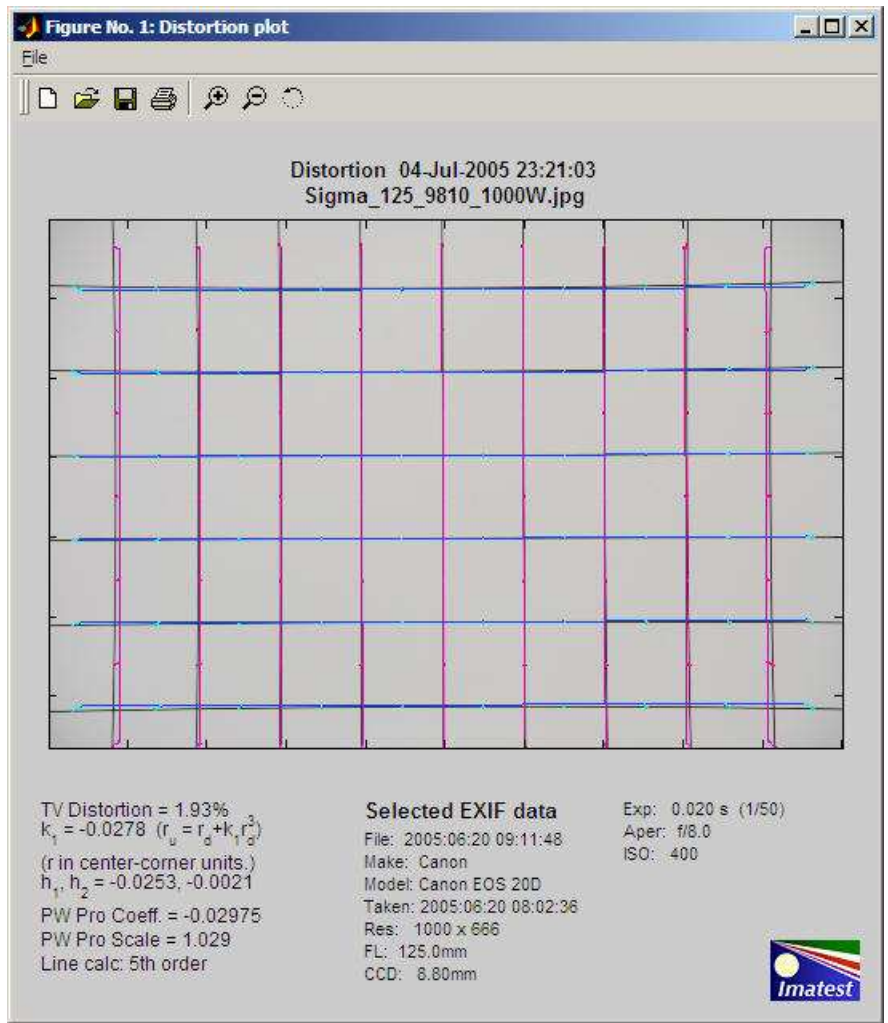 Figure No. 1: Distortion plot
File
Distortion 04-Jul-2005 23:21:03
Sigma_125_9810_1000W.jpg
TV Distortion = 1.93%
k₁ = -0.0278 (rᵤ = r_d+k₁r_d³)
(r in center-corner units.)
h₁, h₂ = -0.0253, -0.0021
PW Pro Coeff. = -0.02975
PW Pro Scale = 1.029
Line calc: 5th order
Selected EXIF data
File: 2005:06:20 09:11:48
Make: Canon
Model: Canon EOS 20D
Taken: 2005:06:20 08:02:36
Res: 1000 x 666
FL: 125.0mm
CCD: 8.80mm
Exp: 0.020 s (1/50)
Aper: f/8.0
ISO: 400
Imatest